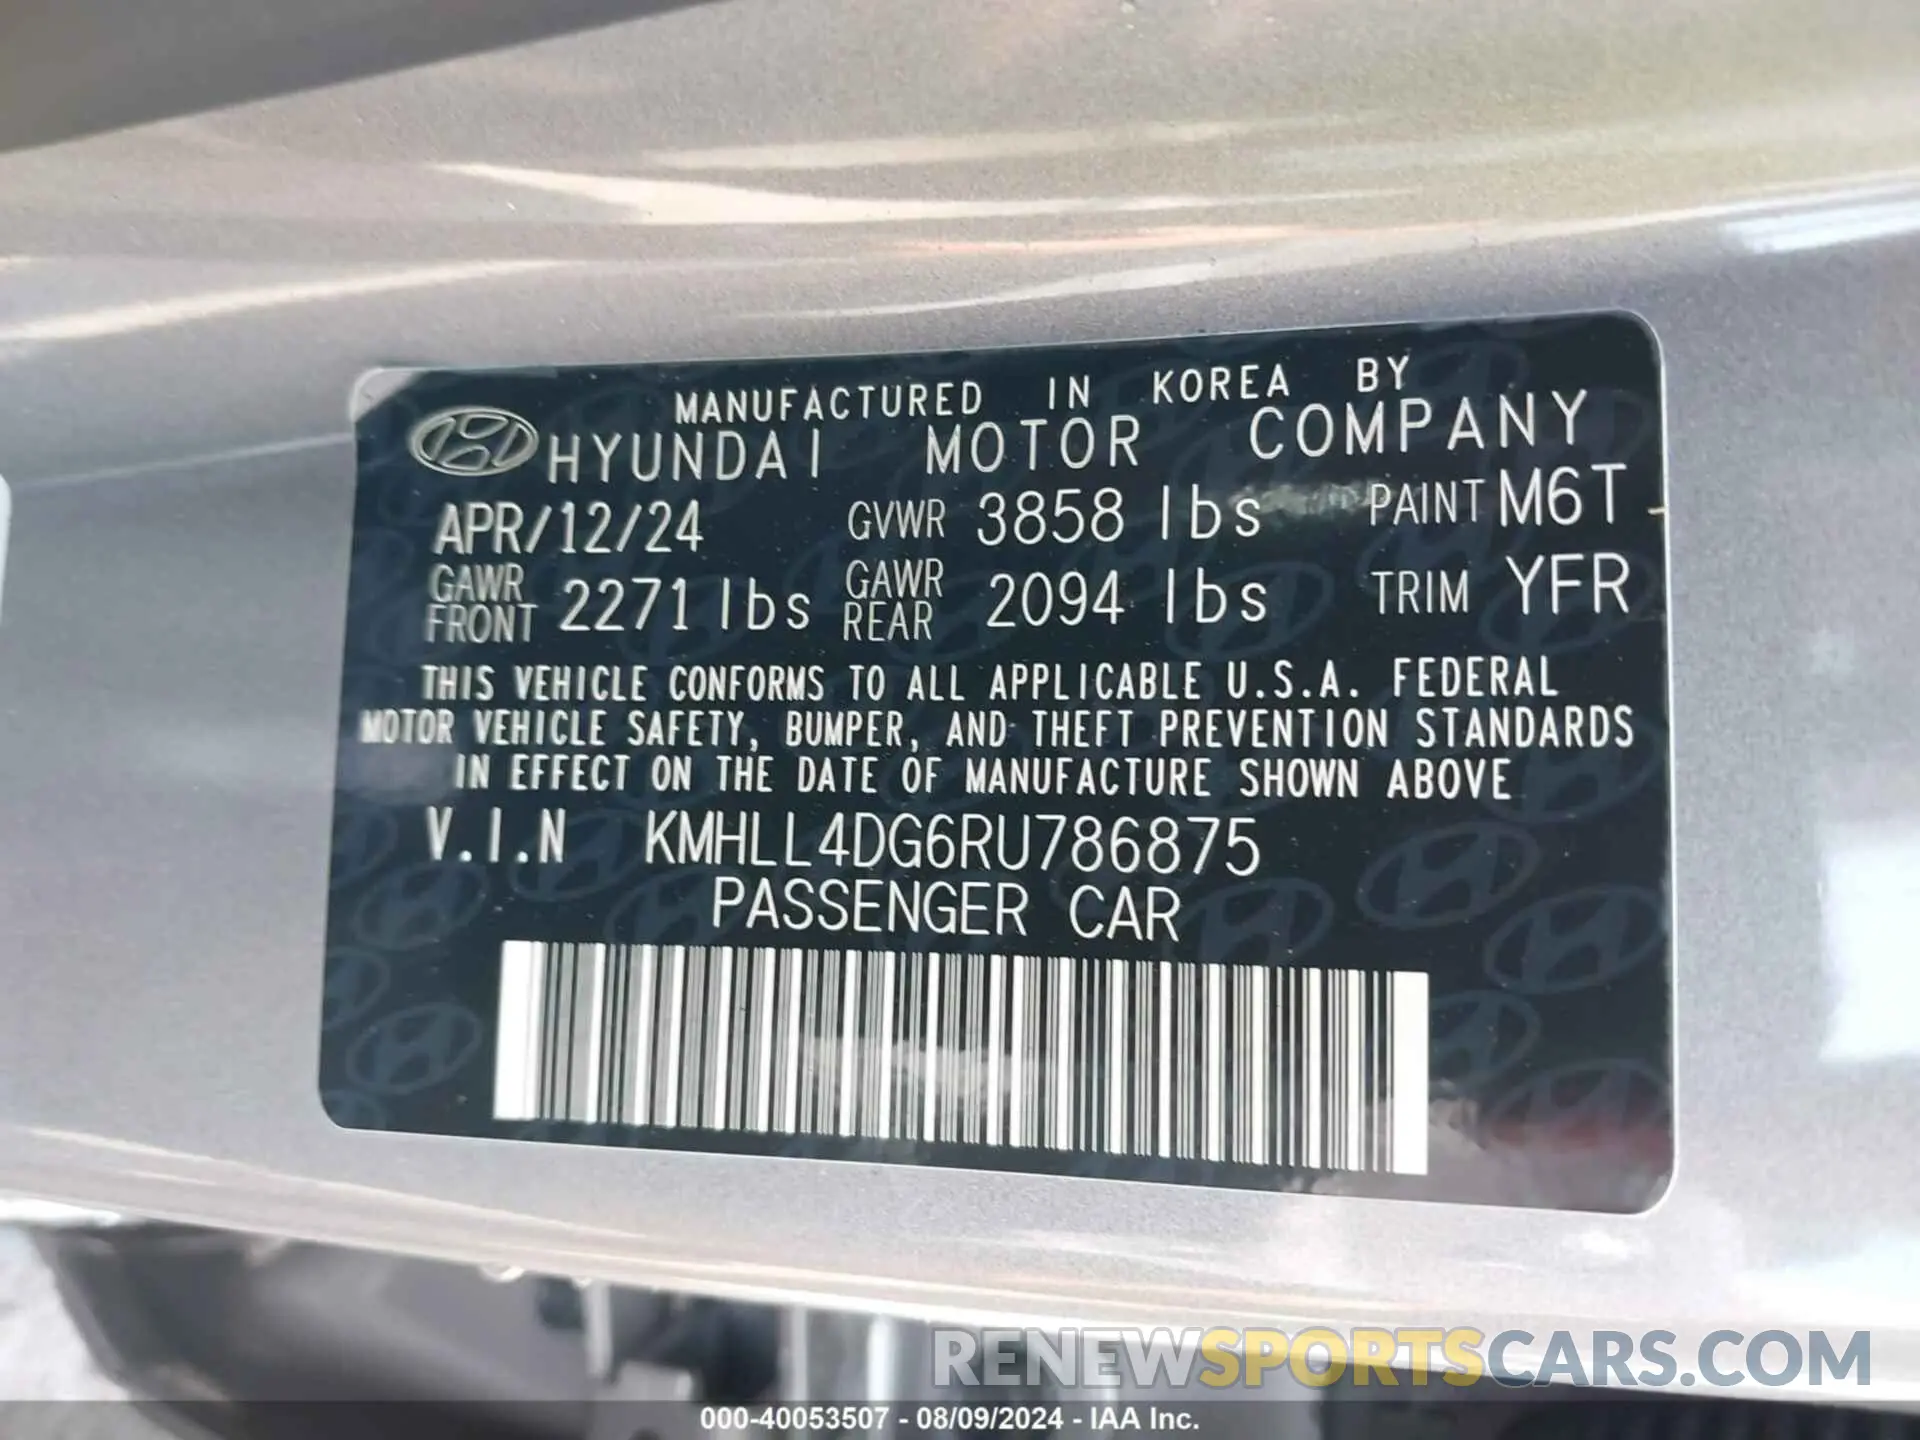 MANUFACTURED IN KOREA BY
HYUNDAI MOTOR COMPANY
APR/12/24 GVWR 3858 lbs PAINT M6T
GAWR FRONT 2271 lbs GAWR REAR 2094 lbs TRIM YFR
THIS VEHICLE CONFORMS TO ALL APPLICABLE U.S.A. FEDERAL
MOTOR VEHICLE SAFETY, BUMPER, AND THEFT PREVENTION STANDARDS
IN EFFECT ON THE DATE OF MANUFACTURE SHOWN ABOVE
V.I.N KMHLL4DG6RU786875
PASSENGER CAR
RENEWSPORTSCARS.COM
000-40053507 - 08/09/2024 - IAA Inc.